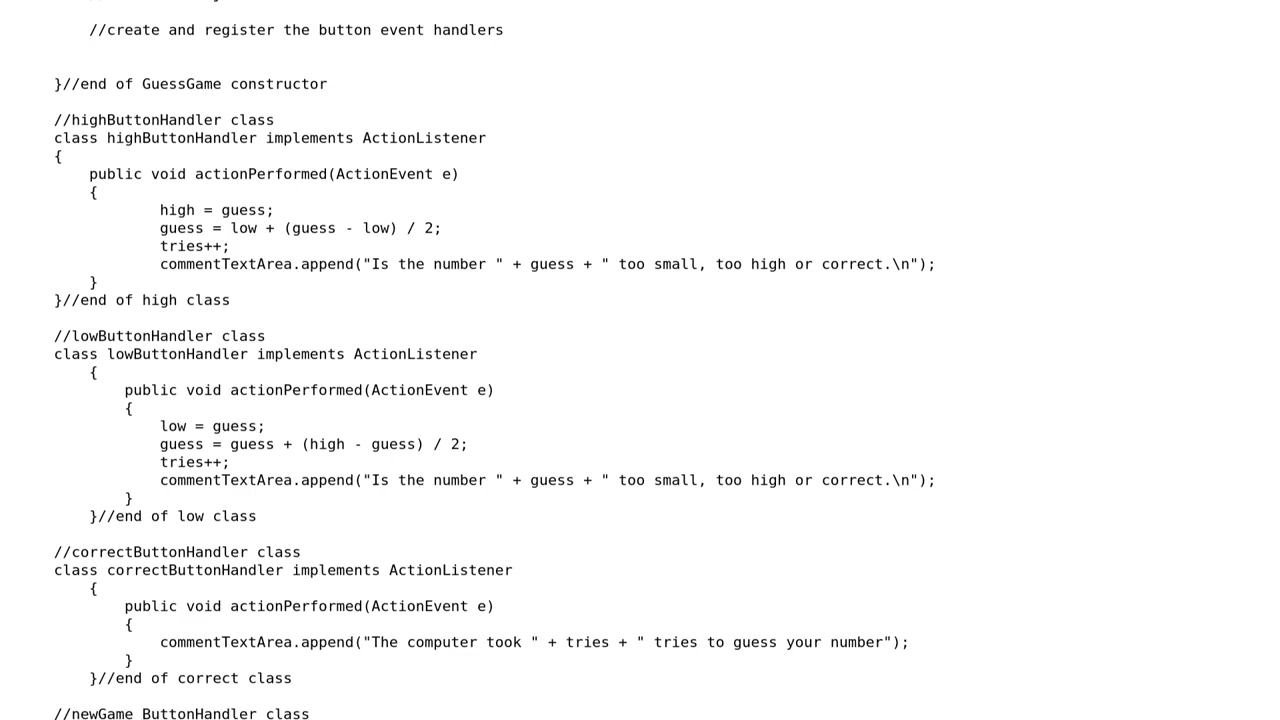 //create and register the button event handlers
}//end of GuessGame constructor
//highButtonHandler class
class highButtonHandler implements ActionListener
{
public void actionPerformed(ActionEvent e)
{
high = guess;
guess = low + (guess - low) / 2;
tries++;
commentTextArea.append("Is the number " + guess + " too small, too high or correct.\n");
}
}//end of high class
//lowButtonHandler class
class lowButtonHandler implements ActionListener
{
public void actionPerformed(ActionEvent e)
{
low = guess;
guess = guess + (high - guess) / 2;
tries++;
commentTextArea.append("Is the number " + guess + " too small, too high or correct.\n");
}
}//end of low class
//correctButtonHandler class
class correctButtonHandler implements ActionListener
{
public void actionPerformed(ActionEvent e)
{
commentTextArea.append("The computer took " + tries + " tries to guess your number");
}
}//end of correct class
//newGame ButtonHandler class